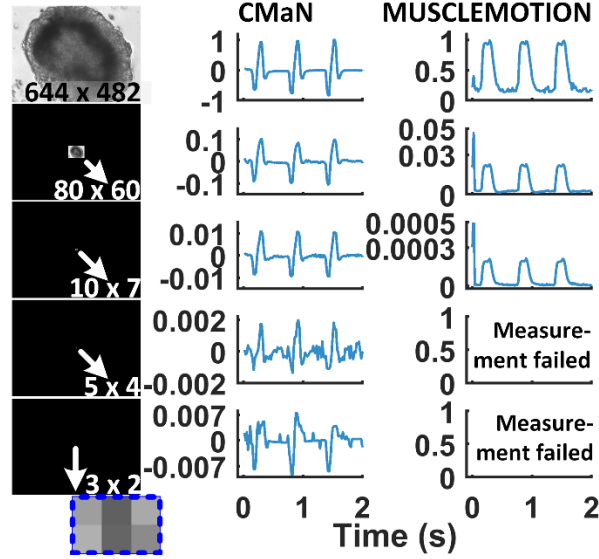 CMaN MUSCLEMOTION
644 x 482
1
0
-1
1
0.5
0
80 x 60
0.1
0
-0.1
0.05
0.03
0
10 x 7
0.01
0
-0.01
0.0005
0.0003
0
5 x 4
0.002
0
-0.002
1
0.5
0
Measure-
ment failed
3 x 2
0.007
0
-0.007
1
0.5
0
Measure-
ment failed
0 1 2 0 1 2
Time (s)